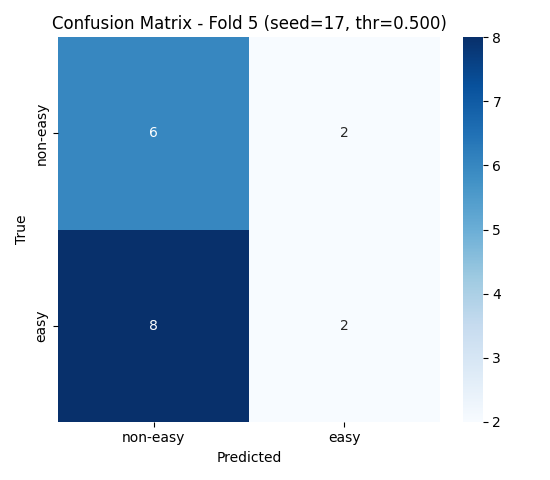 Confusion Matrix - Fold 5 (seed=17, thr=0.500)
True
non-easy
6
2
easy
8
2
non-easy
easy
Predicted
8
7
6
5
4
3
2